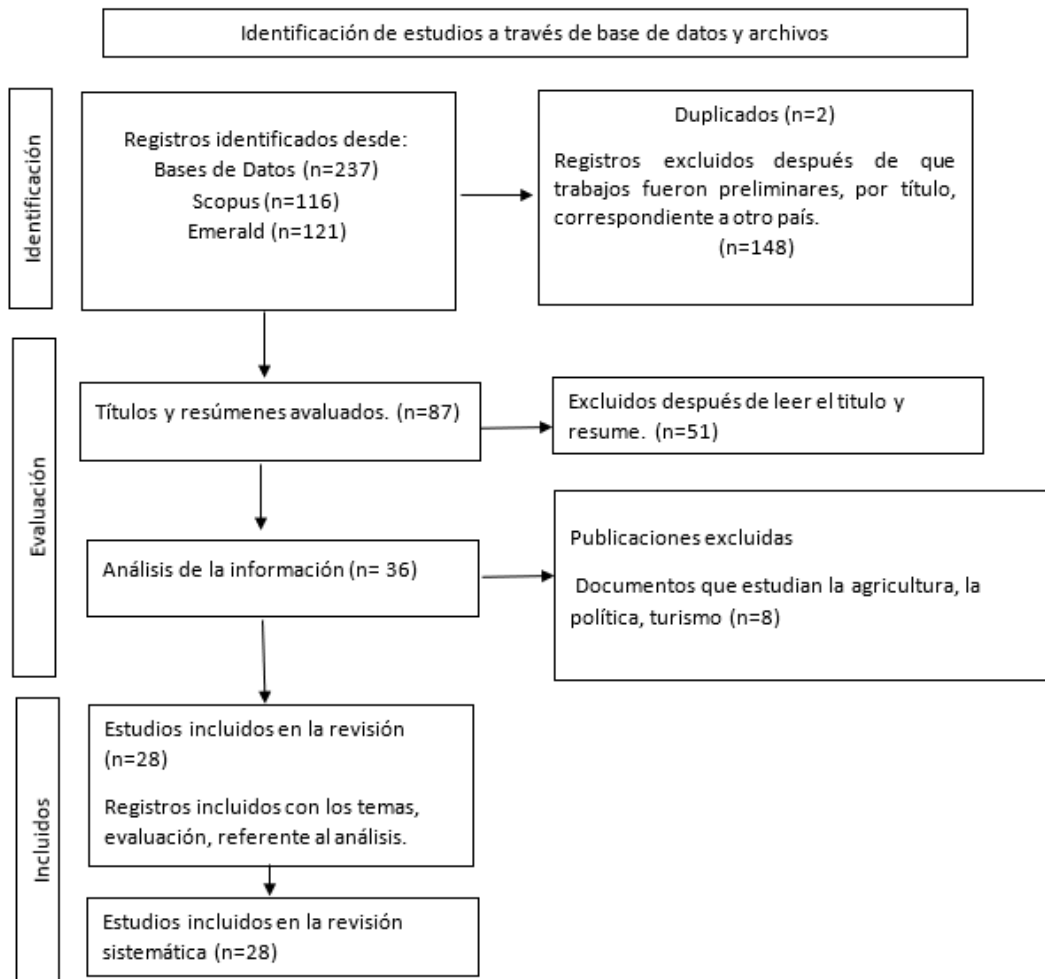 Identificación de estudios a través de base de datos y archivos
Identificación
Registros identificados desde:
Bases de Datos (n=237)
Scopus (n=116)
Emerald (n=121)
Duplicados (n=2)
Registros excluidos después de que
trabajos fueron preliminares, por título,
correspondiente a otro país.
(n=148)
Evaluación
Títulos y resúmenes avaluados. (n=87)
Excluidos después de leer el titulo y
resume. (n=51)
Análisis de la información (n= 36)
Publicaciones excluidas
Documentos que estudian la agricultura, la
política, turismo (n=8)
Incluidos
Estudios incluidos en la revisión
(n=28)
Registros incluidos con los temas,
evaluación, referente al análisis.
Estudios incluidos en la revisión
sistemática (n=28)